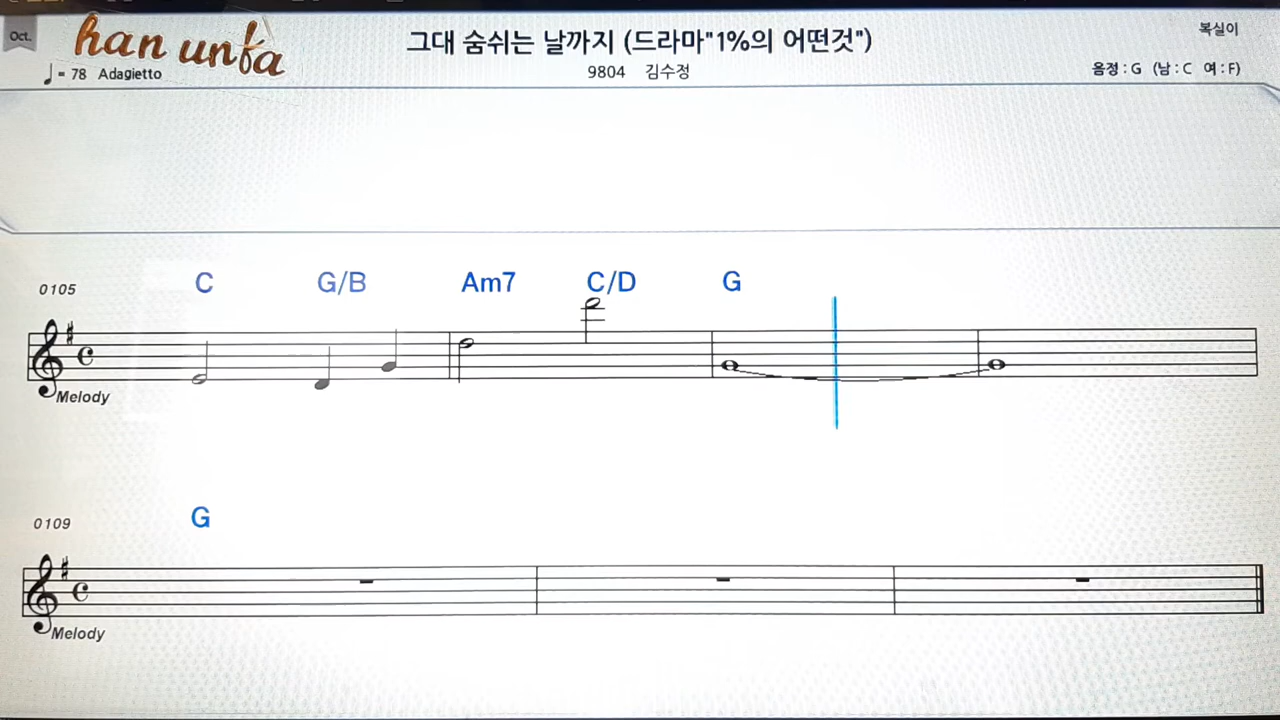 Oct.
han unfa
그대 숨쉬는 날까지 (드라마"1%의 어떤것")
복실이
= 78 Adagietto
9804 김수정
음정 : G (남 : C 여 : F)
C G/B Am7 C/D G
0105
Melody
G
0109
Melody